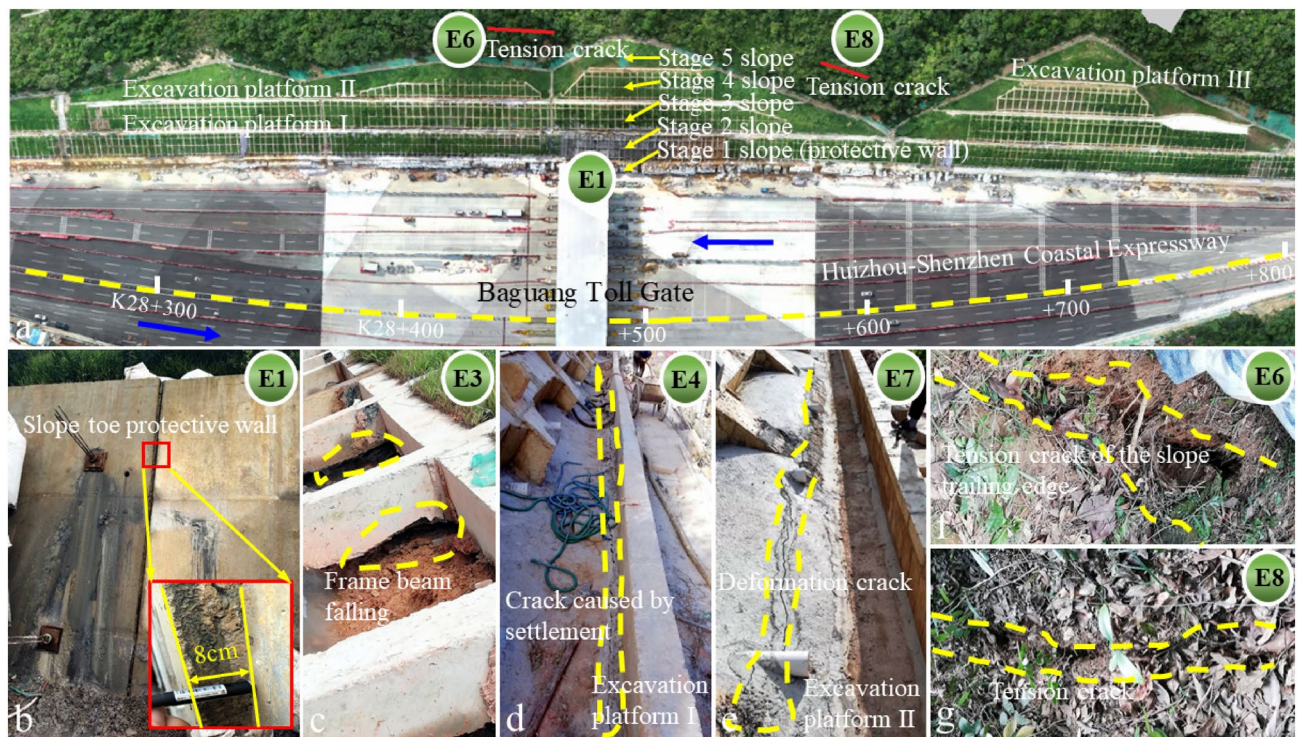 E6
Tension crack
E8
Tension crack
Stage 5 slope
Stage 4 slope
Stage 3 slope
Stage 2 slope
Stage 1 slope (protective wall)
Excavation platform II
Excavation platform I
Excavation platform III
E1
Huizhou-Shenzhen Coastal Expressway
Baguang Toll Gate
K28+300
K28+400
+500
+600
+700
+800
a
E1
Slope toe protective wall
8cm
b
E3
Frame beam
falling
c
E4
Crack caused by
settlement
Excavation
platform I
d
E7
Deformation crack
Excavation
platform II
e
E6
Tension crack of the slope
trailing edge
f
E8
Tension crack
g